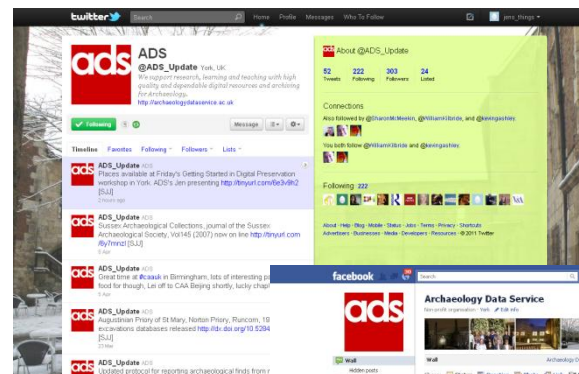 twitter Search Home Profile Messages Who To Follow jens_things
ads
ADS
@ADS_Update York, UK
We support research, learning and teaching with high
quality and dependable digital resources and archiving
for Archaeology.
http://archaeologydataservice.ac.uk
Following Message
Timeline Favorites Following Followers Lists
ads
ADS_Update ADS
Places available at Friday's Getting Started in Digital Preservation
workshop in York. ADS's Jen presenting http://tinyurl.com/6e3v9h2
[SJJ]
2 hours ago
ads
ADS_Update ADS
Sussex Archaeological Collections, journal of the Sussex
Archaeological Society, Vol145 (2007) now on line http://tinyurl.com
/6y7mnzl [SJJ]
ads
ADS_Update ADS
Great time at #caauk in Birmingham, lots of interesting
food for though, Lei off to CAA Beijing shortly, lucky
ads
ADS_Update ADS
Augustinian Priory of St Mary, Norton Priory, Runcorn, 19
excavations databases released http://dx.doi.org/10.5284
[SJJ]
ads
ADS_Update ADS
Updated protocol for reporting archaeological finds from
ads About @ADS_Update
52 222 303 24
Tweets Following Followers Listed
Connections
Also followed by @SharonMcMeekin, @WilliamKilbride, and @kevingashley
You both follow @WilliamKilbride and @kevingashley
Following 222
About Help Blog Mobile Status Jobs Terms Privacy Shortcuts
Advertisers Businesses Media Developers Resources © 2011 Twitter
facebook Search
ads
Archaeology Data Service
Non-profit organisation York Edit info
Wall
Hidden posts
Wall Archaeology D